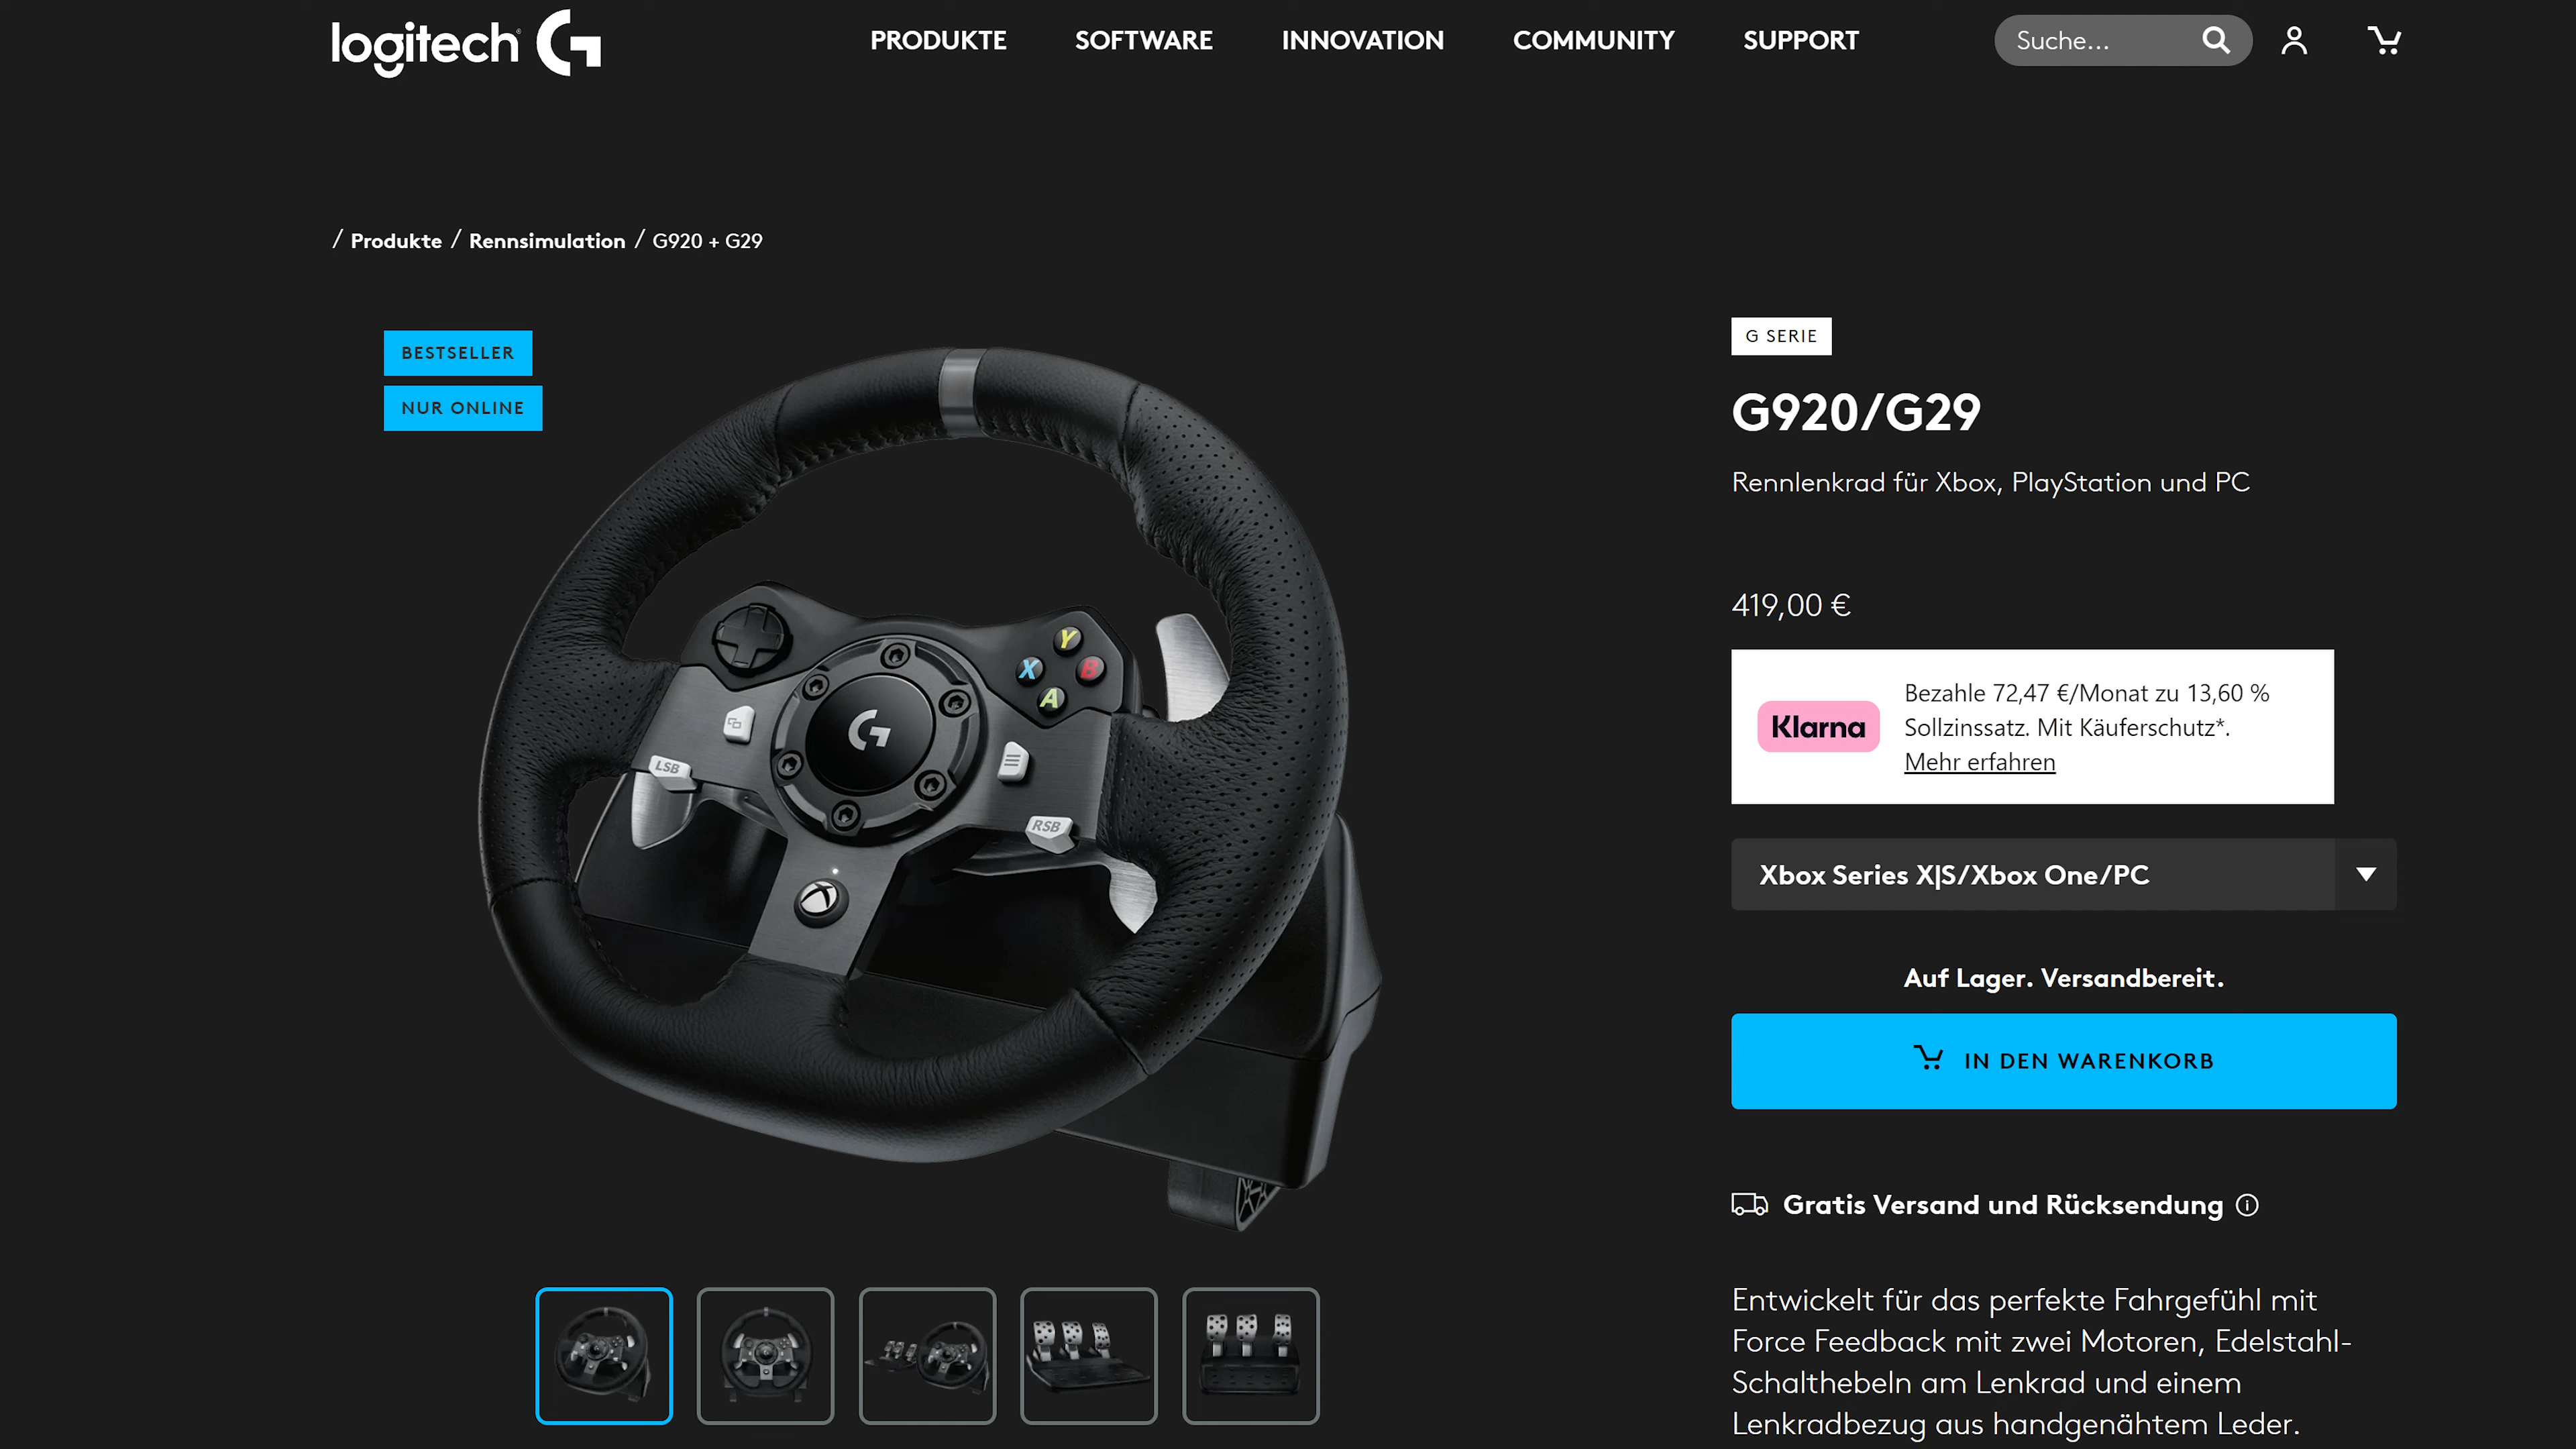 logitech G
PRODUKTE
SOFTWARE
INNOVATION
COMMUNITY
SUPPORT
Suche...
/ Produkte / Rennsimulation / G920 + G29
BESTSELLER
NUR ONLINE
Y
X
B
A
LSB
RSB
G SERIE
G920/G29
Rennlenkrad für Xbox, PlayStation und PC
419,00 €
Klarna
Bezahle 72,47 €/Monat zu 13,60 %
Sollzinssatz. Mit Käuferschutz*.
Mehr erfahren
Xbox Series X|S/Xbox One/PC
Auf Lager. Versandbereit.
IN DEN WARENKORB
Gratis Versand und Rücksendung
Entwickelt für das perfekte Fahrgefühl mit
Force Feedback mit zwei Motoren, Edelstahl-
Schalthebeln am Lenkrad und einem
Lenkradbezug aus handgenähtem Leder.